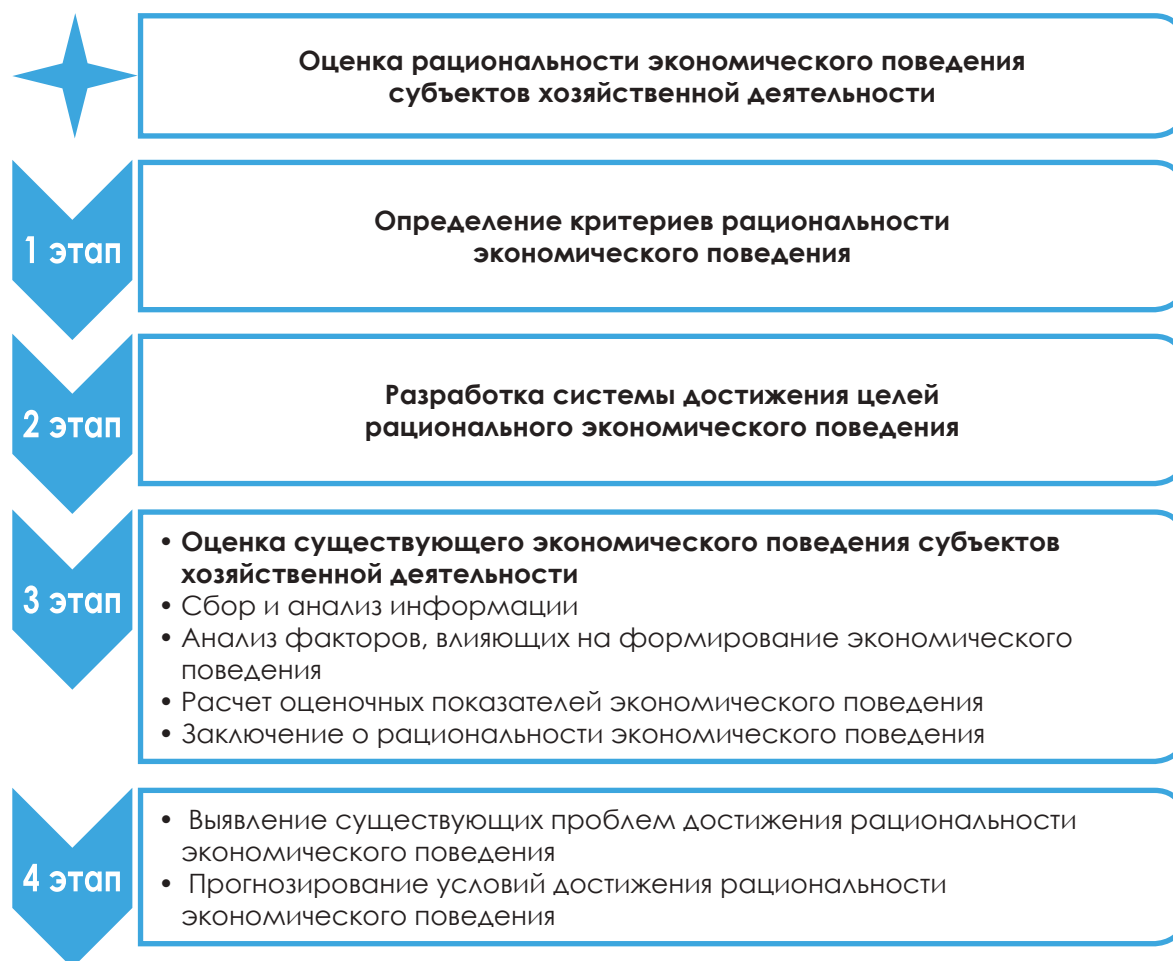 Оценка рациональности экономического поведения
субъектов хозяйственной деятельности
1 этап
Определение критериев рациональности
экономического поведения
2 этап
Разработка системы достижения целей
рационального экономического поведения
3 этап
• Оценка существующего экономического поведения субъектов
хозяйственной деятельности
• Сбор и анализ информации
• Анализ факторов, влияющих на формирование экономического
поведения
• Расчет оценочных показателей экономического поведения
• Заключение о рациональности экономического поведения
4 этап
• Выявление существующих проблем достижения рациональности
экономического поведения
• Прогнозирование условий достижения рациональности
экономического поведения